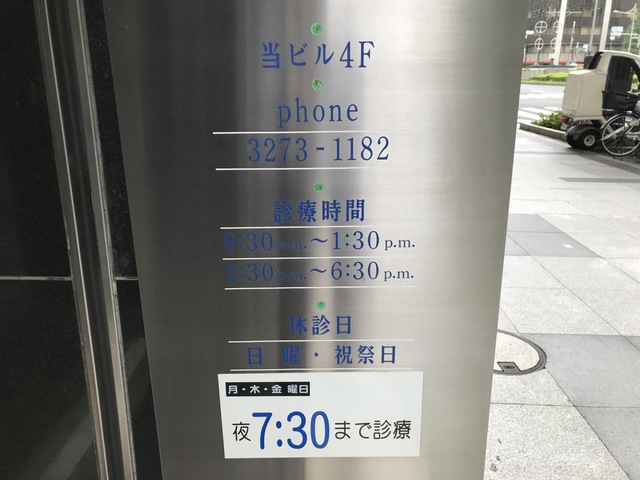 当ビル4F
phone
3273-1182
診療時間
9:30 p.m.〜1:30 p.m.
2:30 p.m.〜6:30 p.m.
休診日
日 曜・祝祭日
月・木・金 曜日
夜7:30まで診療